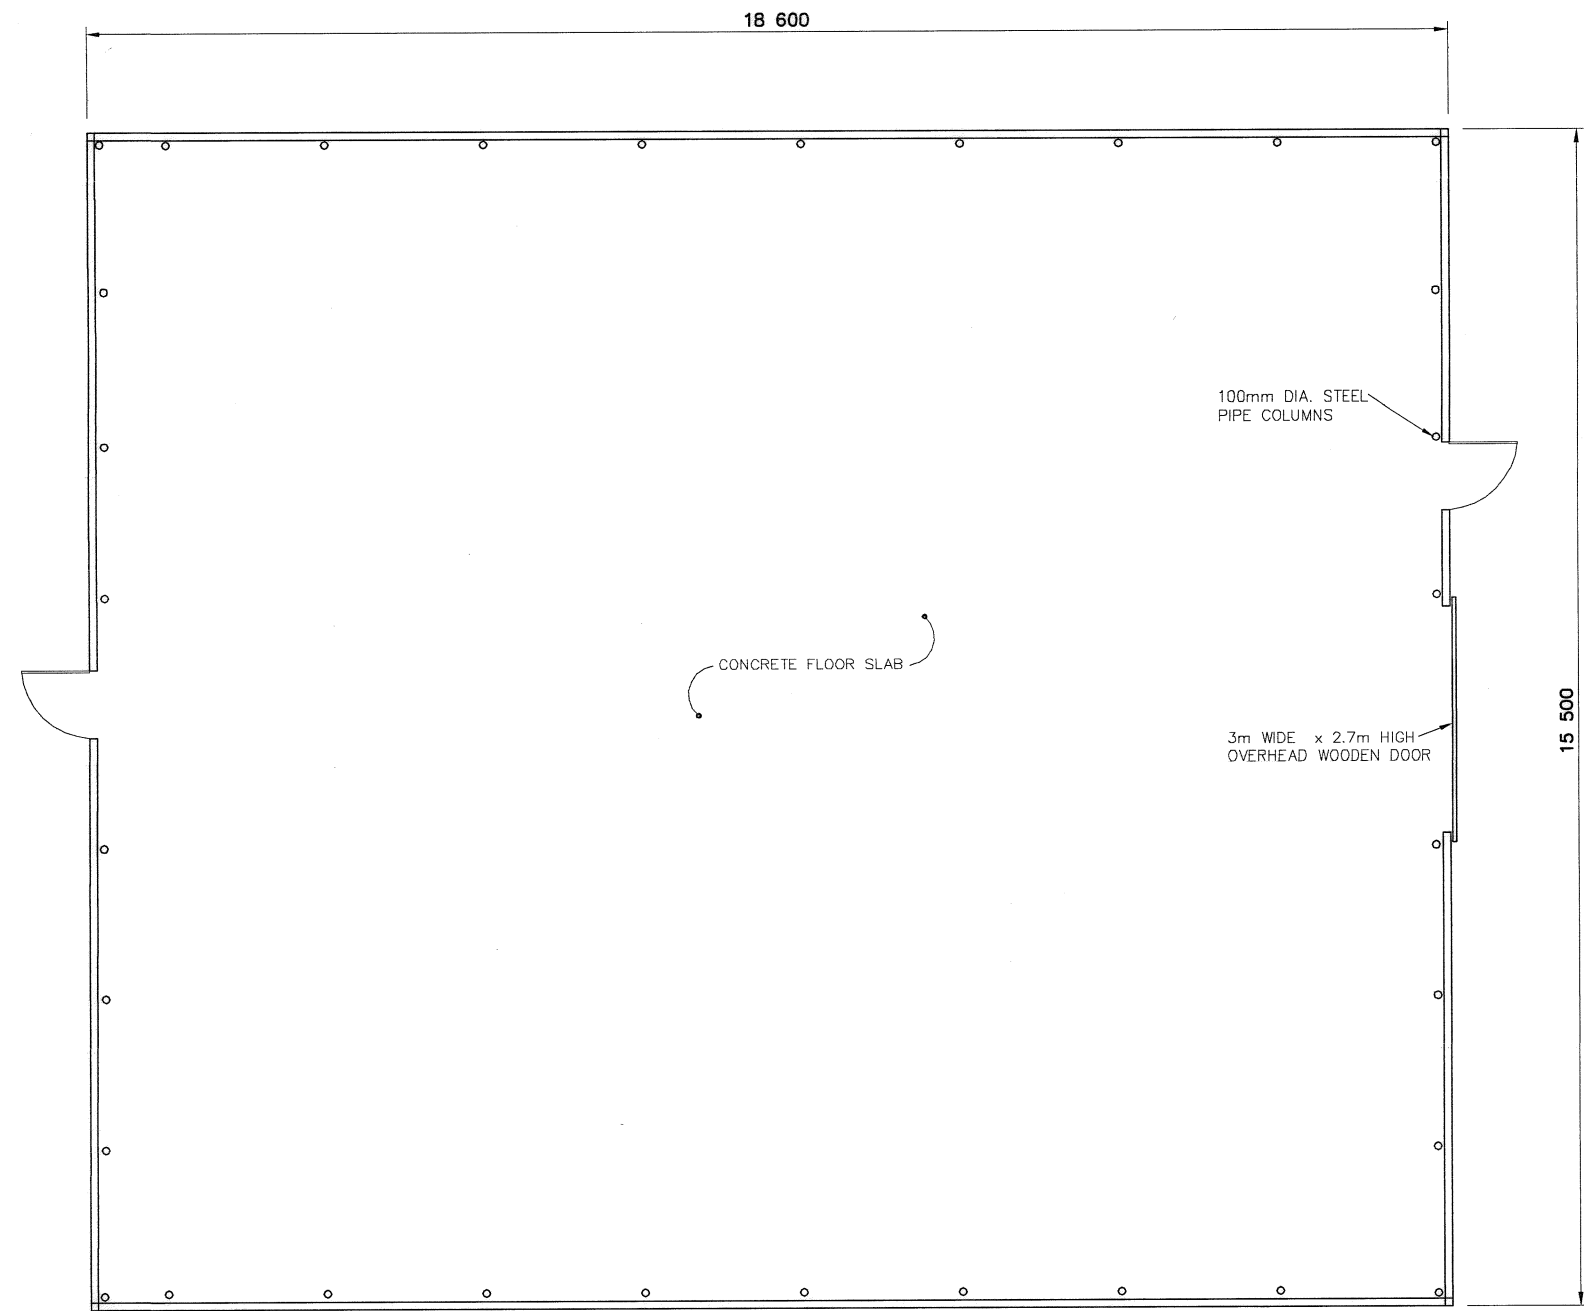 18 600
100mm DIA. STEEL
PIPE COLUMNS
CONCRETE FLOOR SLAB
3m WIDE x 2.7m HIGH
OVERHEAD WOODEN DOOR
15 500